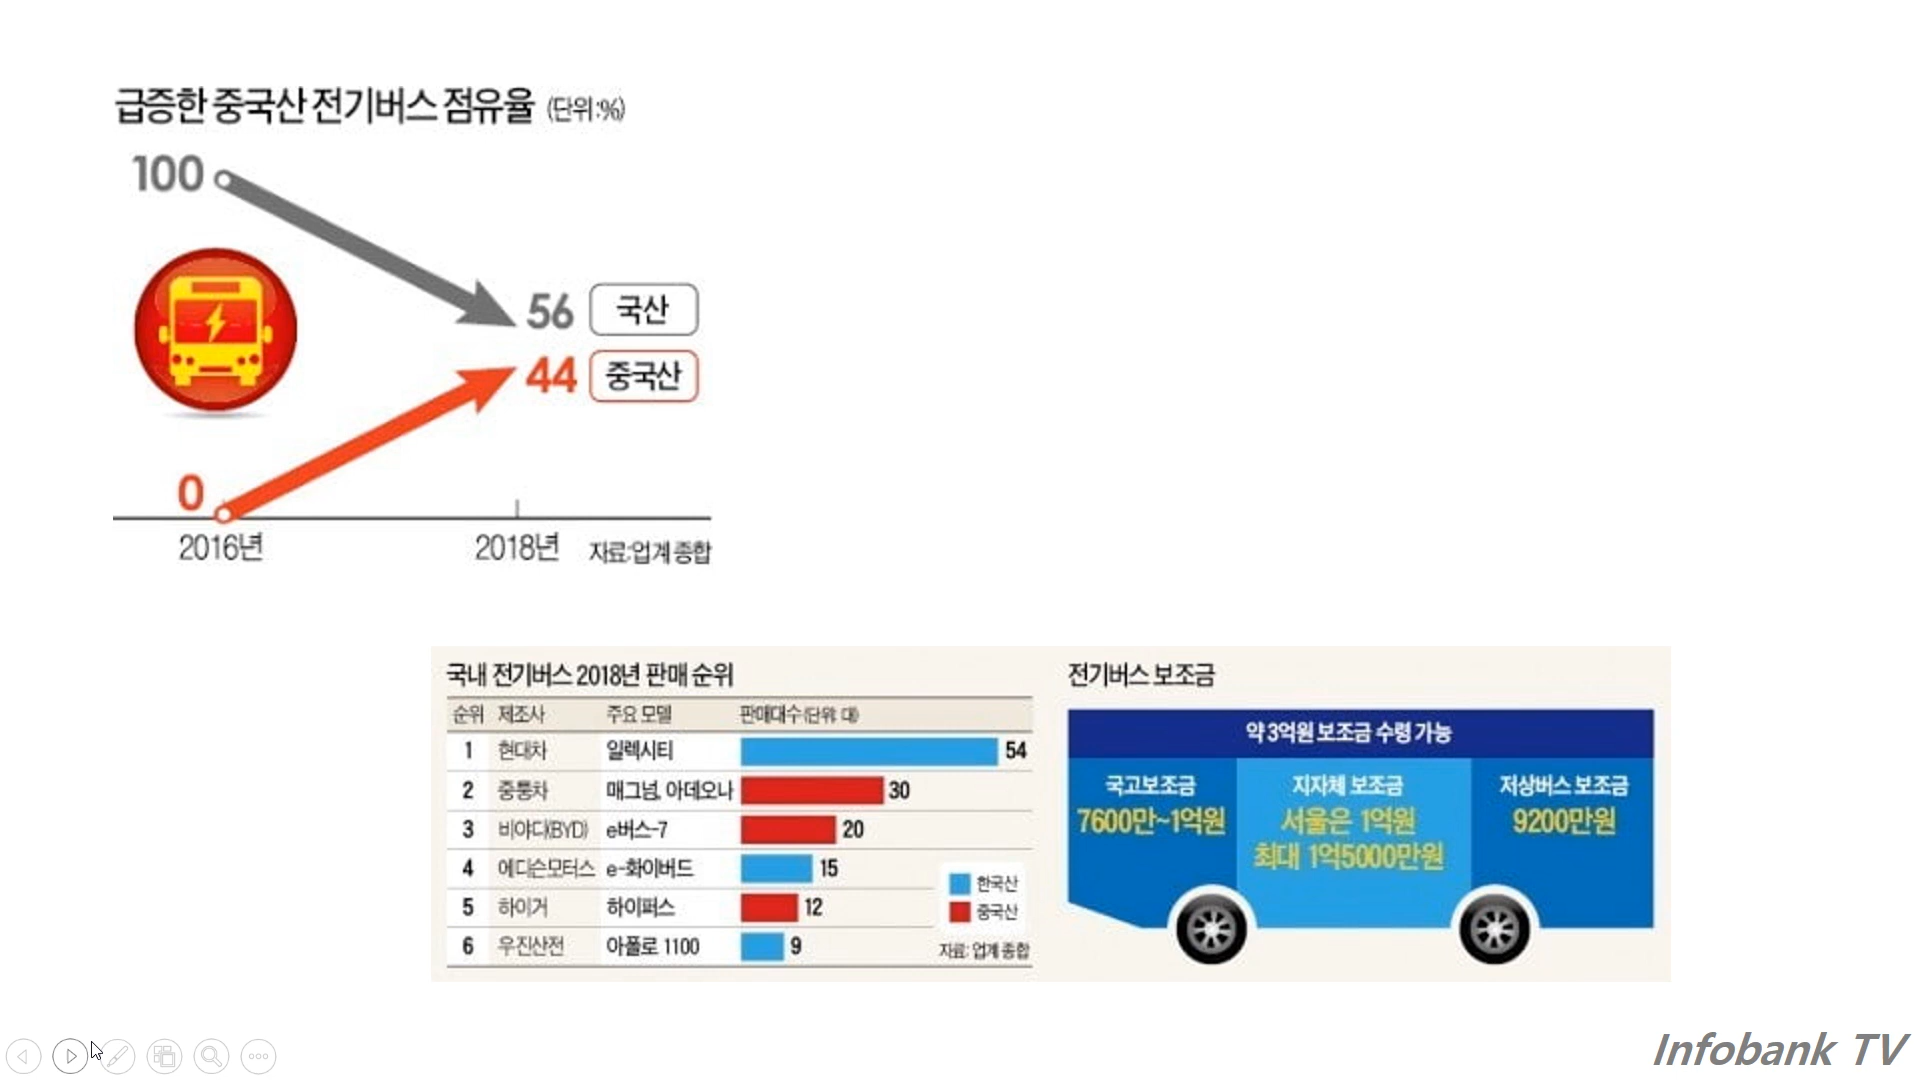 급증한 중국산 전기버스 점유율 (단위:%)
100
56 국산
44 중국산
0
2016년 2018년 자료:업계 종합
국내 전기버스 2018년 판매 순위
순위 제조사 주요 모델 판매대수(단위: 대)
1 현대차 일렉시티 54
2 중통차 매그넘, 아데오나 30
3 비야디(BYD) e버스-7 20
4 에디슨모터스 e-화이버드 15
5 하이거 하이퍼스 12
6 우진산전 아폴로 1100 9
한국산
중국산
자료: 업계 종합
전기버스 보조금
약 3억원 보조금 수령 가능
국고보조금
7600만~1억원
지자체 보조금
서울은 1억원
최대 1억5000만원
저상버스 보조금
9200만원
Infobank TV